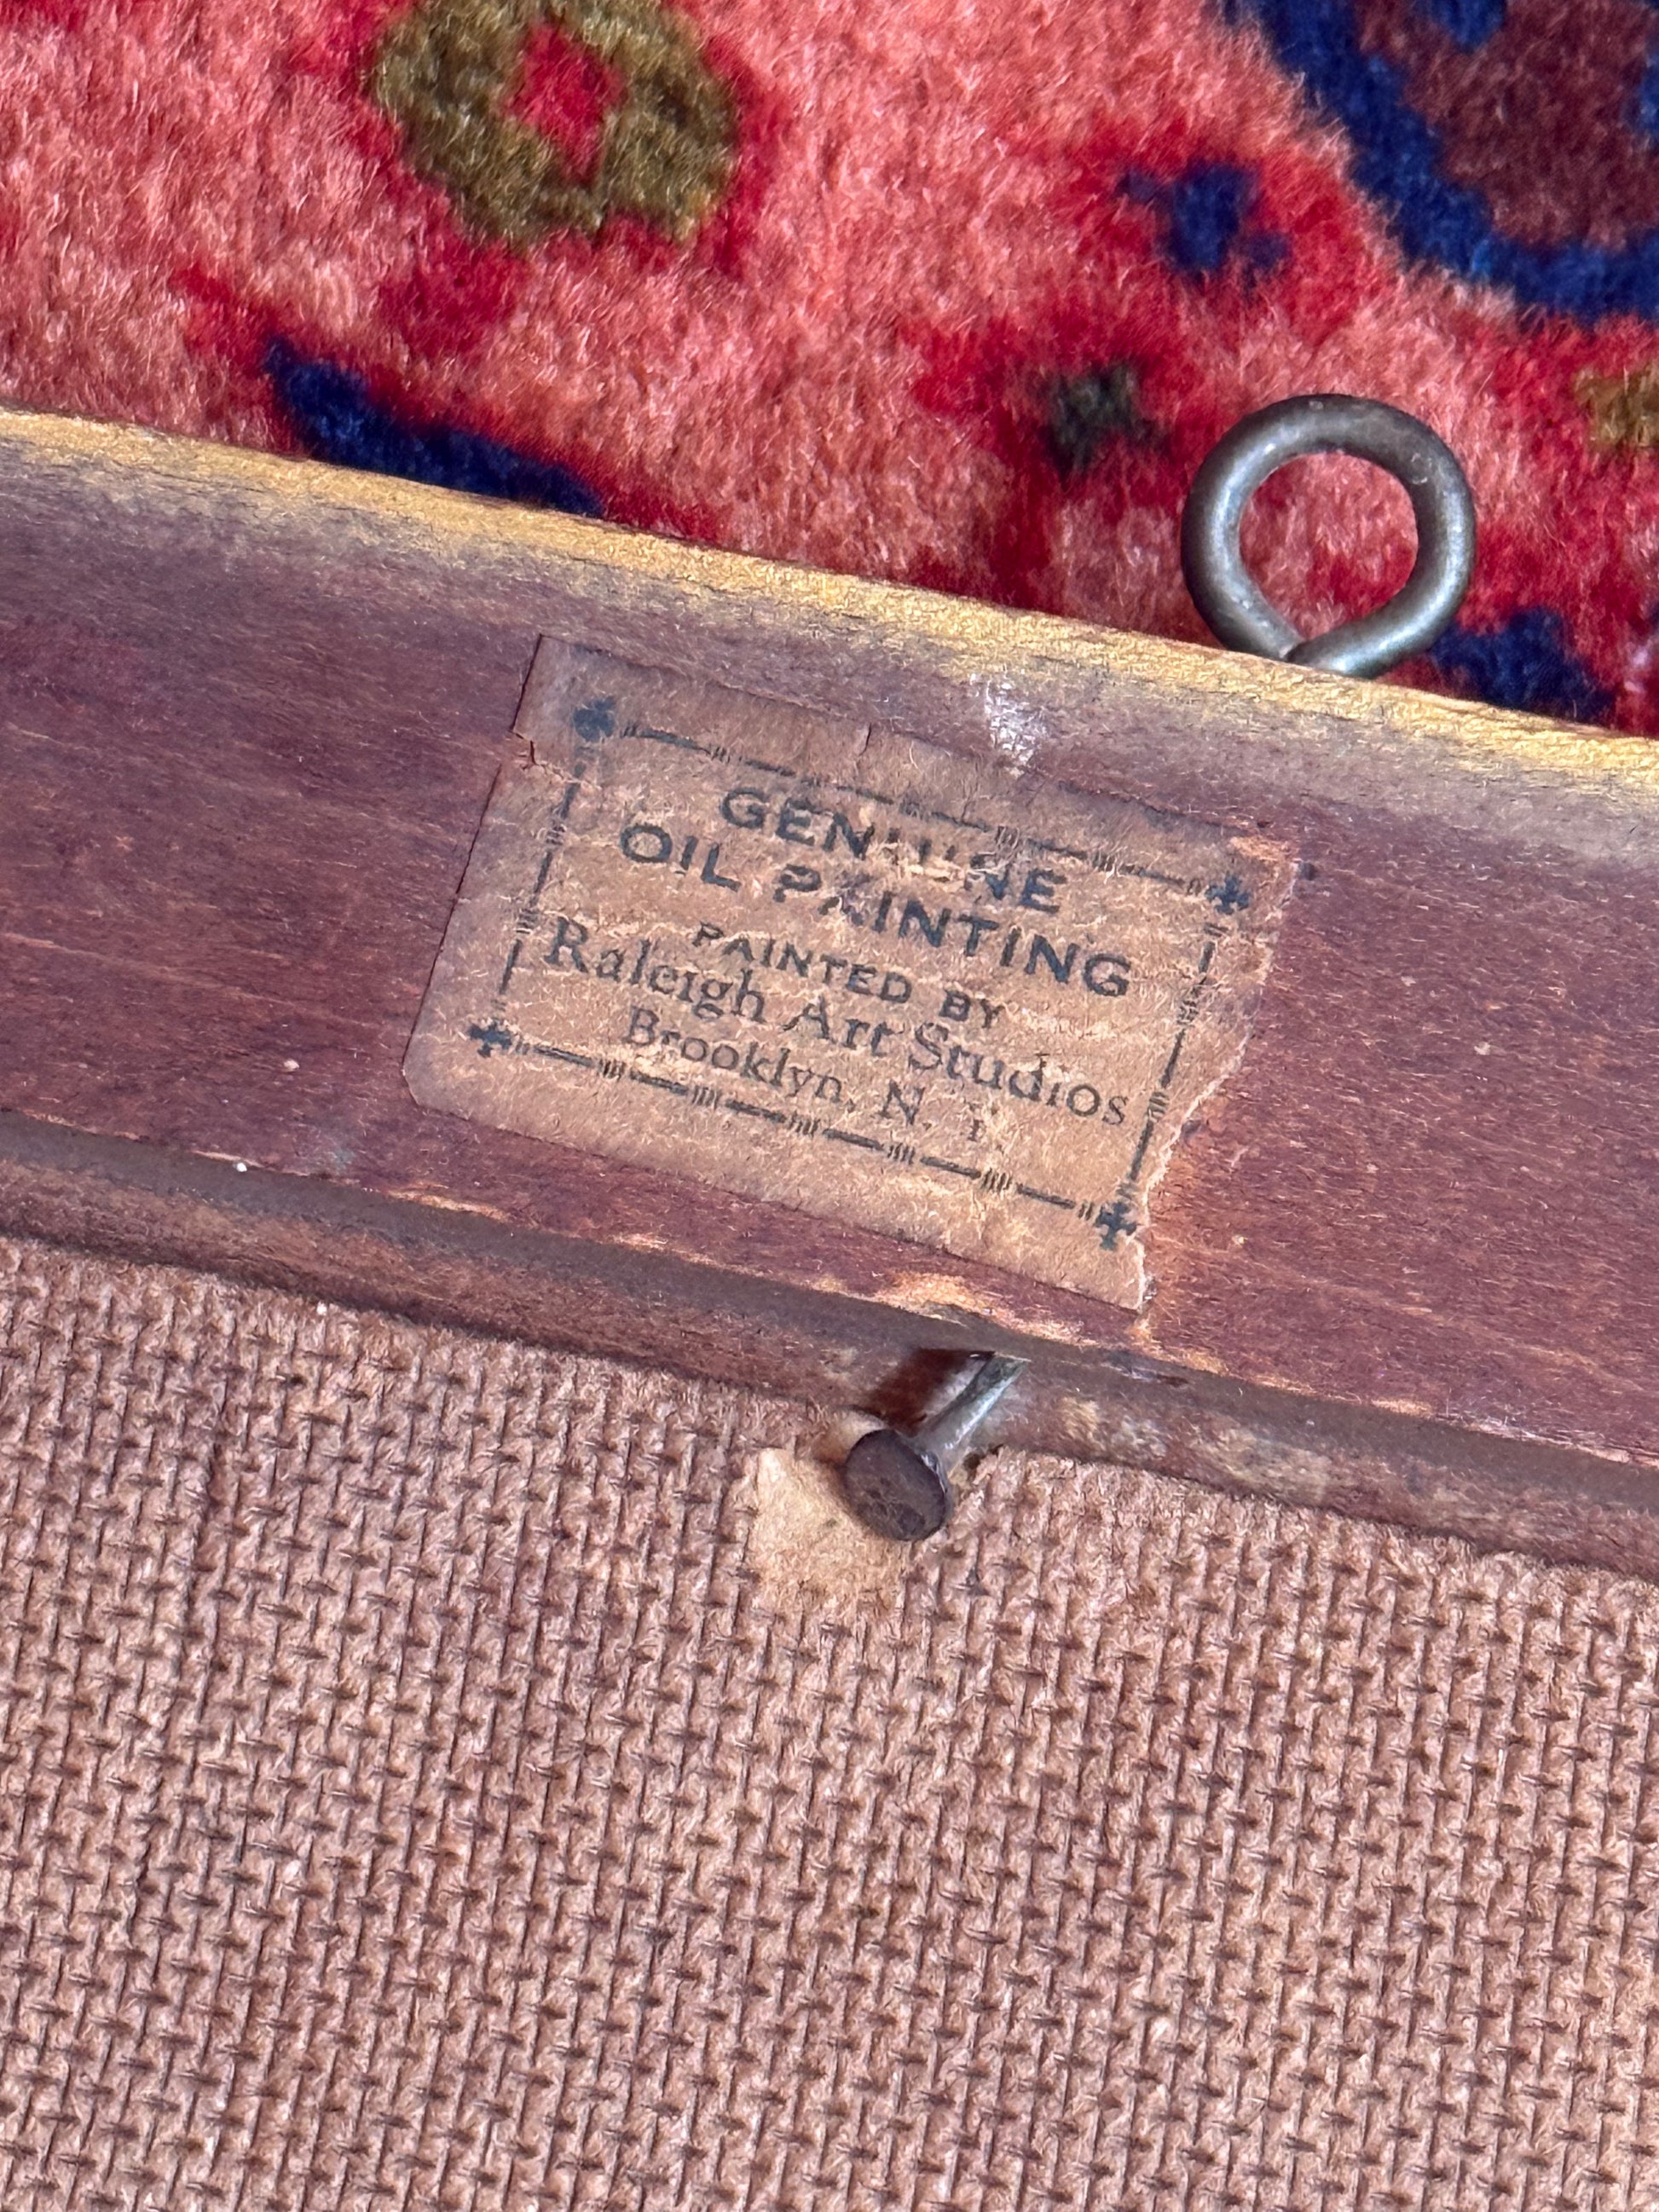 GENUINE
OIL PAINTING
PAINTED BY
Raleigh Art Studios
Brooklyn, N. Y.